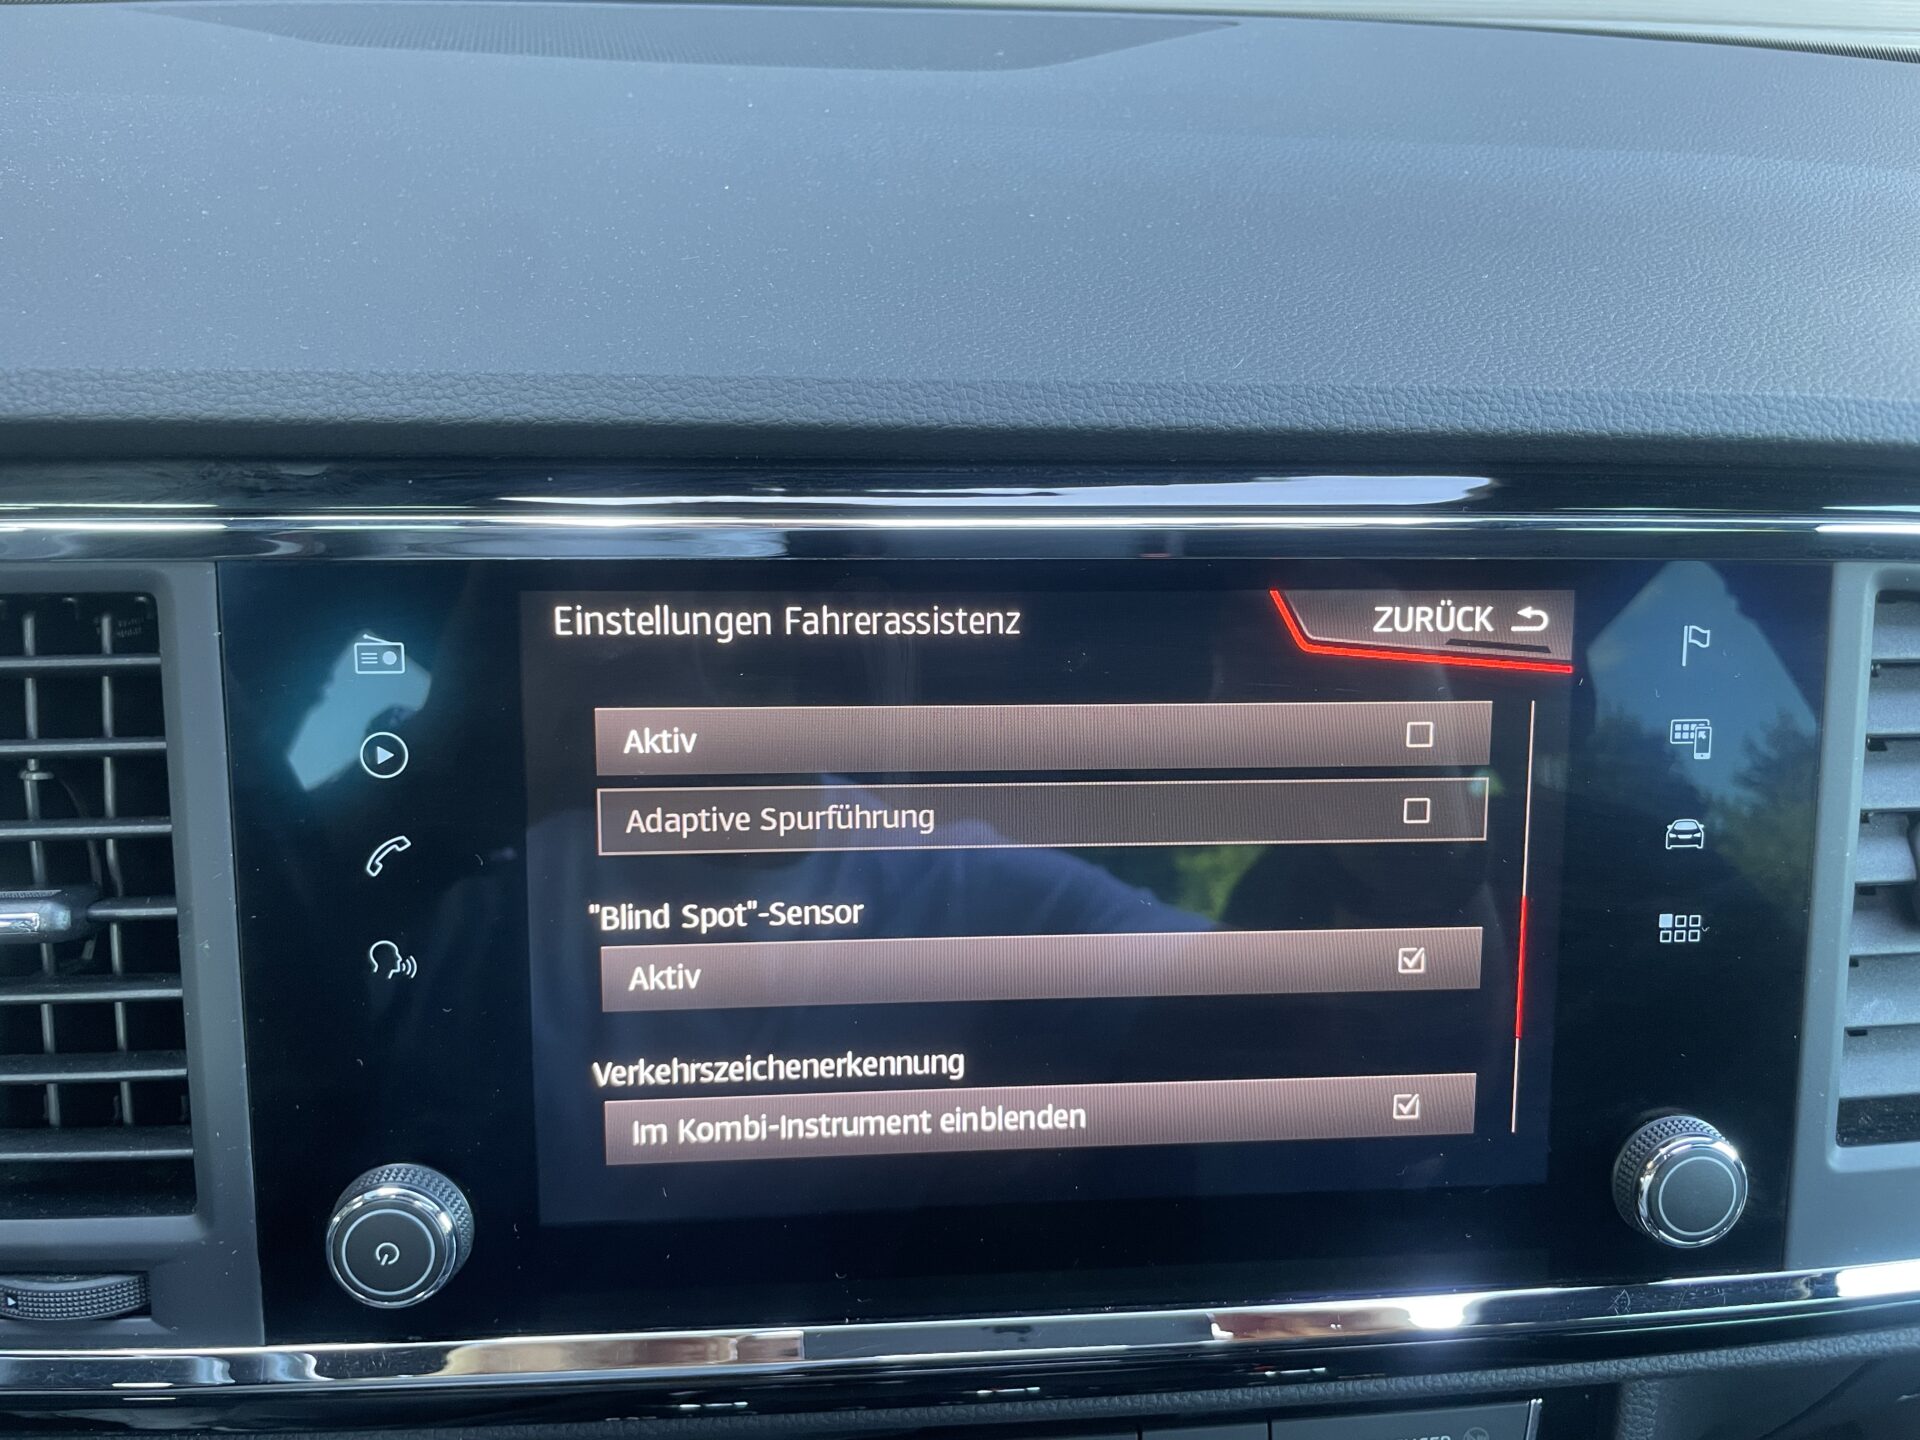 Einstellungen Fahrerassistenz
ZURÜCK
Aktiv
Adaptive Spurführung
"Blind Spot"-Sensor
Aktiv
Verkehrszeichenerkennung
Im Kombi-Instrument einblenden